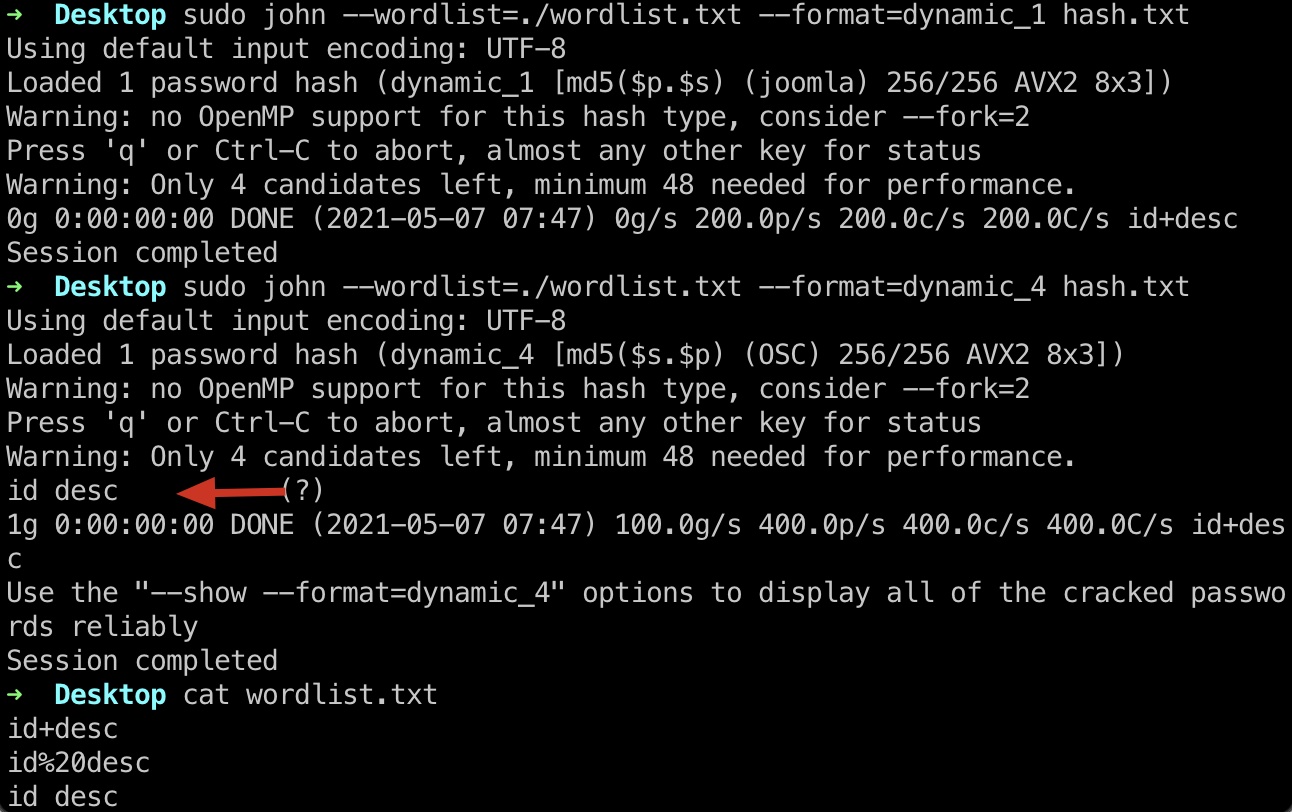 →  Desktop sudo john --wordlist=./wordlist.txt --format=dynamic_1 hash.txt
Using default input encoding: UTF-8
Loaded 1 password hash (dynamic_1 [md5($p.$s) (joomla) 256/256 AVX2 8x3])
Warning: no OpenMP support for this hash type, consider --fork=2
Press 'q' or Ctrl-C to abort, almost any other key for status
Warning: Only 4 candidates left, minimum 48 needed for performance.
0g 0:00:00:00 DONE (2021-05-07 07:47) 0g/s 200.0p/s 200.0c/s 200.0C/s id+desc
Session completed
→  Desktop sudo john --wordlist=./wordlist.txt --format=dynamic_4 hash.txt
Using default input encoding: UTF-8
Loaded 1 password hash (dynamic_4 [md5($s.$p) (OSC) 256/256 AVX2 8x3])
Warning: no OpenMP support for this hash type, consider --fork=2
Press 'q' or Ctrl-C to abort, almost any other key for status
Warning: Only 4 candidates left, minimum 48 needed for performance.
id desc          (?)
1g 0:00:00:00 DONE (2021-05-07 07:47) 100.0g/s 400.0p/s 400.0c/s 400.0C/s id+des
c
Use the "--show --format=dynamic_4" options to display all of the cracked passwo
rds reliably
Session completed
→  Desktop cat wordlist.txt
id+desc
id%20desc
id desc